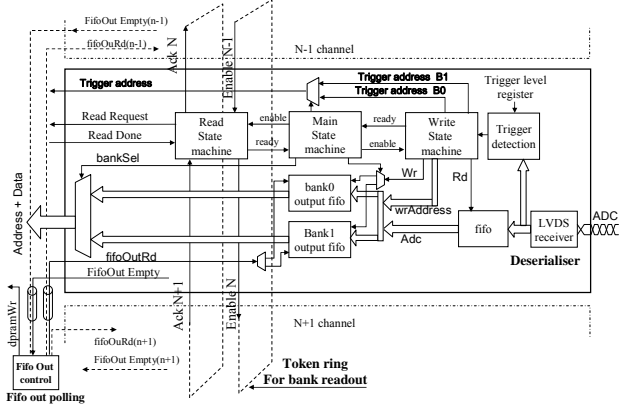 FifoOut Empty(n-1)
fifoOuRd(n-1)
Ack N
Enable N-1
N-1 channel
Trigger address
Trigger address B1
Trigger address B0
Trigger level
register
Read Request
Read Done
Read
State
machine
enable
ready
Main
State
machine
ready
enable
Write
State
machine
Trigger
detection
bankSel
Wr
Rd
bank0
output fifo
wrAddress
Address + Data
Bank1
output fifo
Adc
fifo
LVDS
receiver
ADC
fifoOutRd
Deserialiser
FifoOut Empty
Ack N+1
Enable N
dpramWr
N+1 channel
fifoOuRd(n+1)
FifoOut Empty(n+1)
Fifo Out
control
Fifo out polling
Token ring
For bank readout